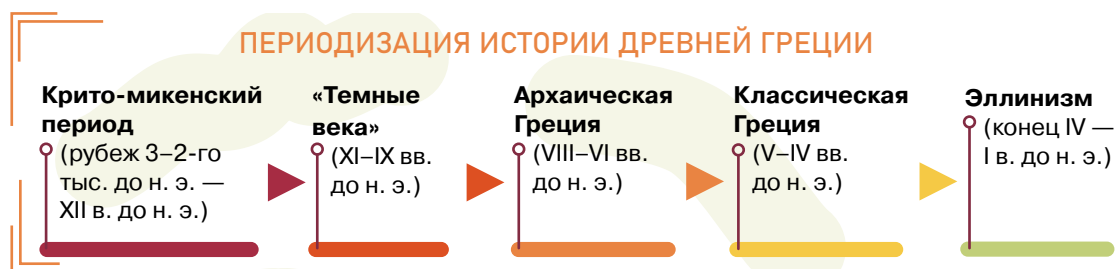 ПЕРИОДИЗАЦИЯ ИСТОРИИ ДРЕВНЕЙ ГРЕЦИИ
Крито-микенский
период
(рубеж 3–2-го
тыс. до н. э. —
XII в. до н. э.)
«Темные
века»
(XI–IX вв.
до н. э.)
Архаическая
Греция
(VIII–VI вв.
до н. э.)
Классическая
Греция
(V–IV вв.
до н. э.)
Эллинизм
(конец IV —
I в. до н. э.)